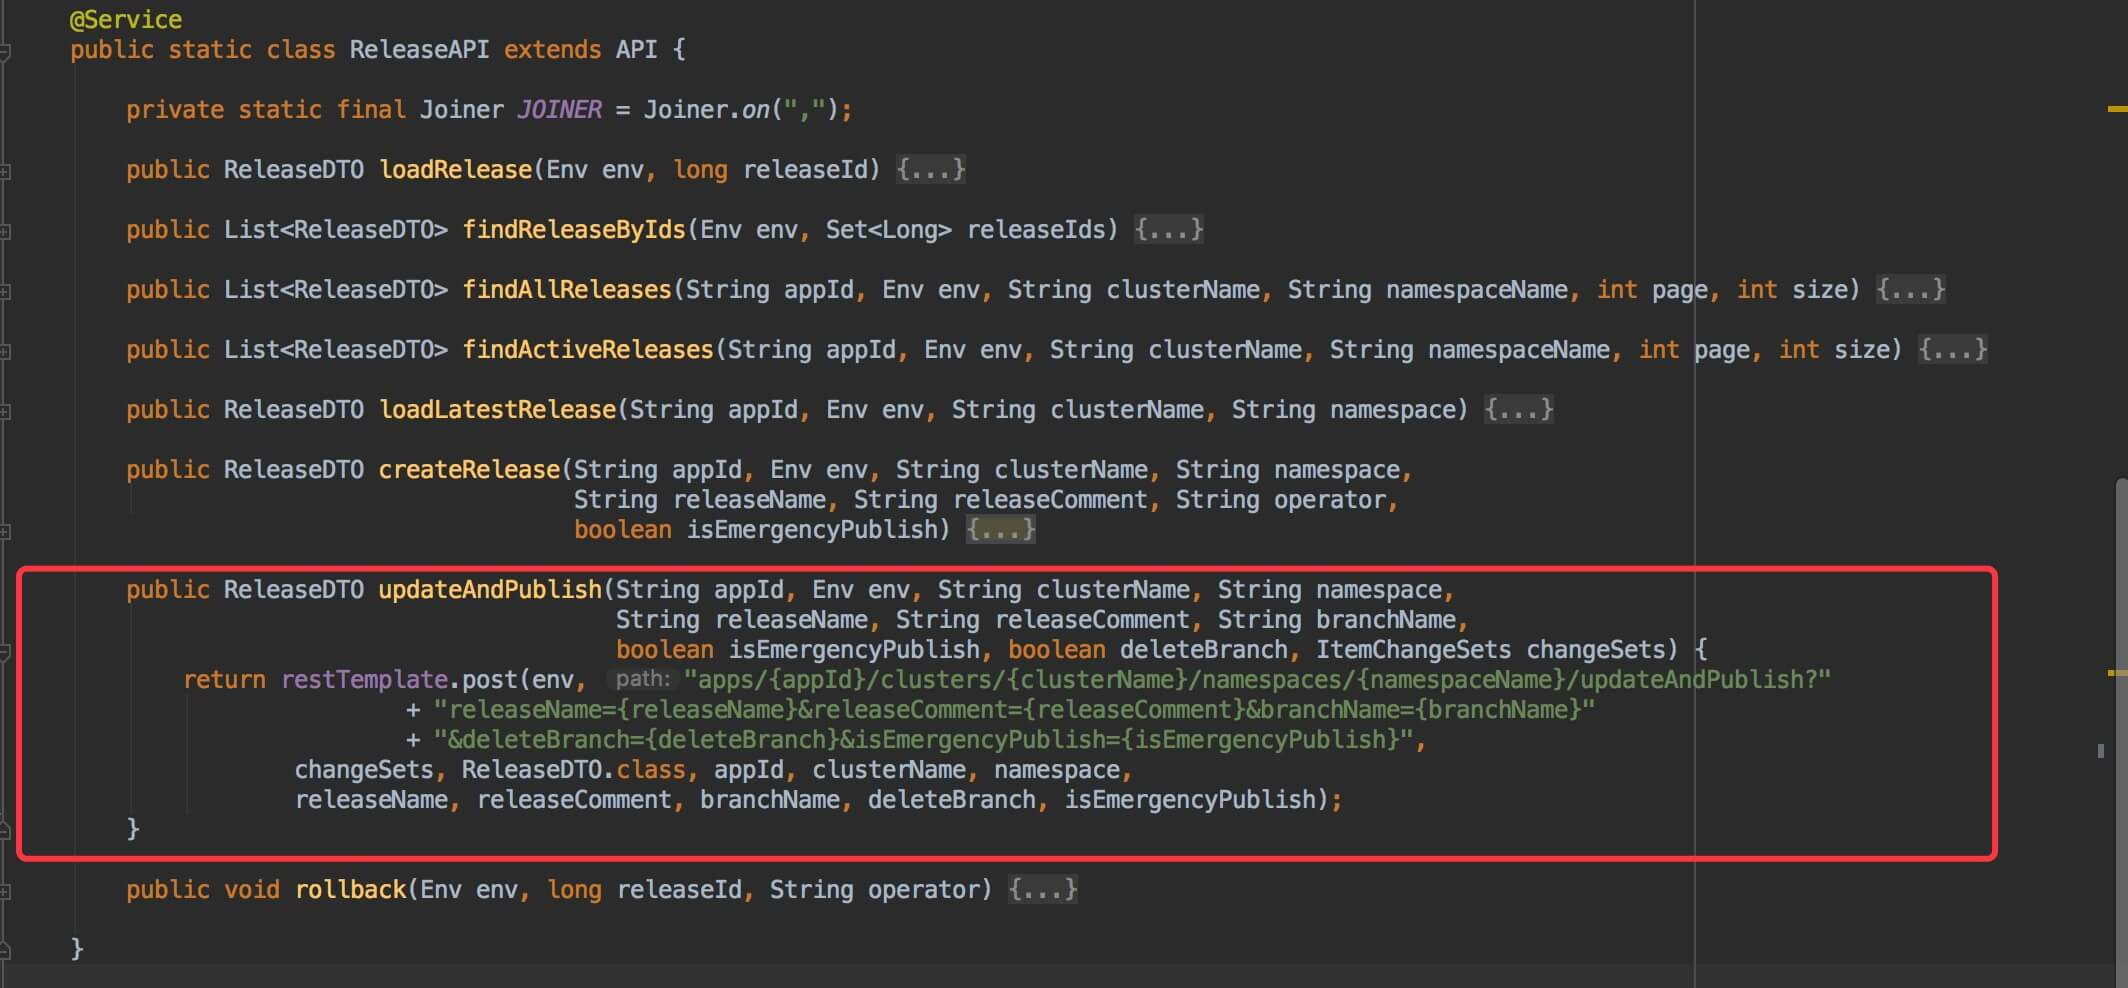 @Service
public static class ReleaseAPI extends API {
private static final Joiner JOINER = Joiner.on(",");
public ReleaseDTO loadRelease(Env env, long releaseId) {...}
public List<ReleaseDTO> findReleaseByIds(Env env, Set<Long> releaseIds) {...}
public List<ReleaseDTO> findAllReleases(String appId, Env env, String clusterName, String namespaceName, int page, int size) {...}
public List<ReleaseDTO> findActiveReleases(String appId, Env env, String clusterName, String namespaceName, int page, int size) {...}
public ReleaseDTO loadLatestRelease(String appId, Env env, String clusterName, String namespace) {...}
public ReleaseDTO createRelease(String appId, Env env, String clusterName, String namespace,
String releaseName, String releaseComment, String operator,
boolean isEmergencyPublish) {...}
public ReleaseDTO updateAndPublish(String appId, Env env, String clusterName, String namespace,
String releaseName, String releaseComment, String branchName,
boolean isEmergencyPublish, boolean deleteBranch, ItemChangeSets changeSets) {
return restTemplate.post(env, path: "apps/{appId}/clusters/{clusterName}/namespaces/{namespaceName}/updateAndPublish?"
+ "releaseName={releaseName}&releaseComment={releaseComment}&branchName={branchName}"
+ "&deleteBranch={deleteBranch}&isEmergencyPublish={isEmergencyPublish}",
changeSets, ReleaseDTO.class, appId, clusterName, namespace,
releaseName, releaseComment, branchName, deleteBranch, isEmergencyPublish);
}
public void rollback(Env env, long releaseId, String operator) {...}
}